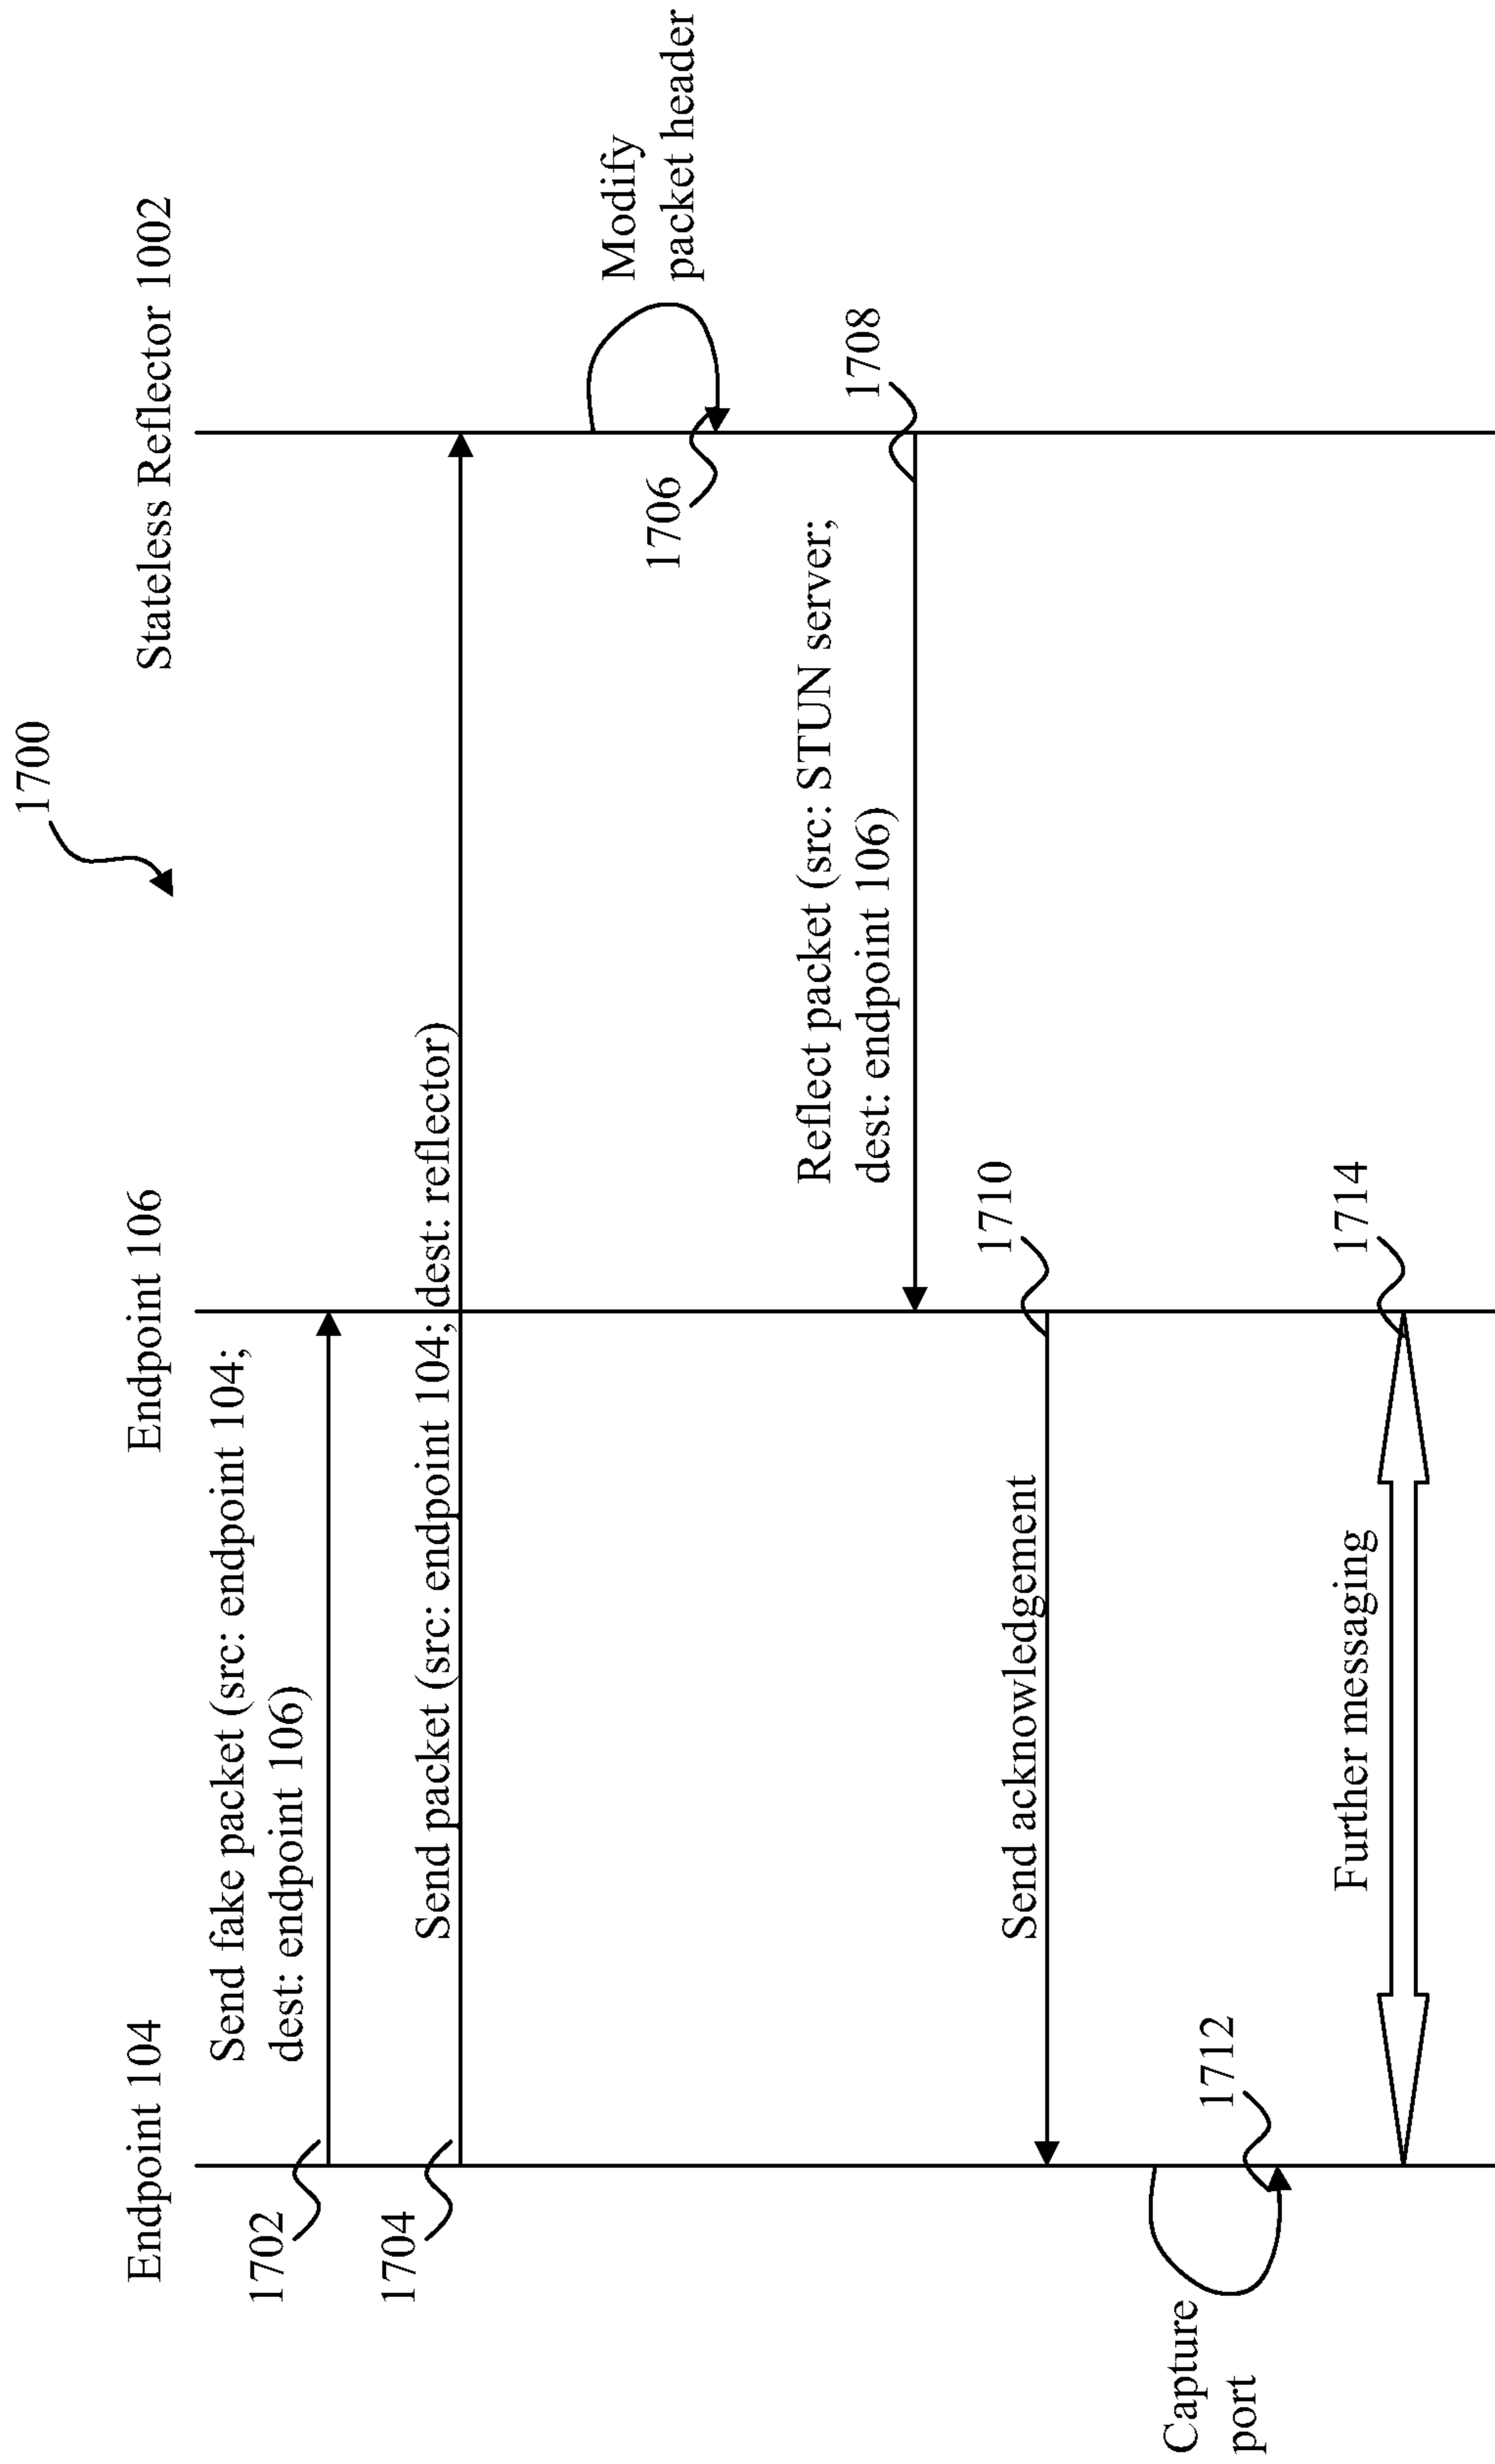 1700
Endpoint 104
Endpoint 106
Stateless Reflector 1002
Send fake packet (src: endpoint 104;
dest: endpoint 106)
1702
Send packet (src: endpoint 104; dest: reflector)
1704
Modify
packet header
1706
1708
Reflect packet (src: STUN server;
dest: endpoint 106)
1710
Send acknowledgement
Capture
port
1712
1714
Further messaging